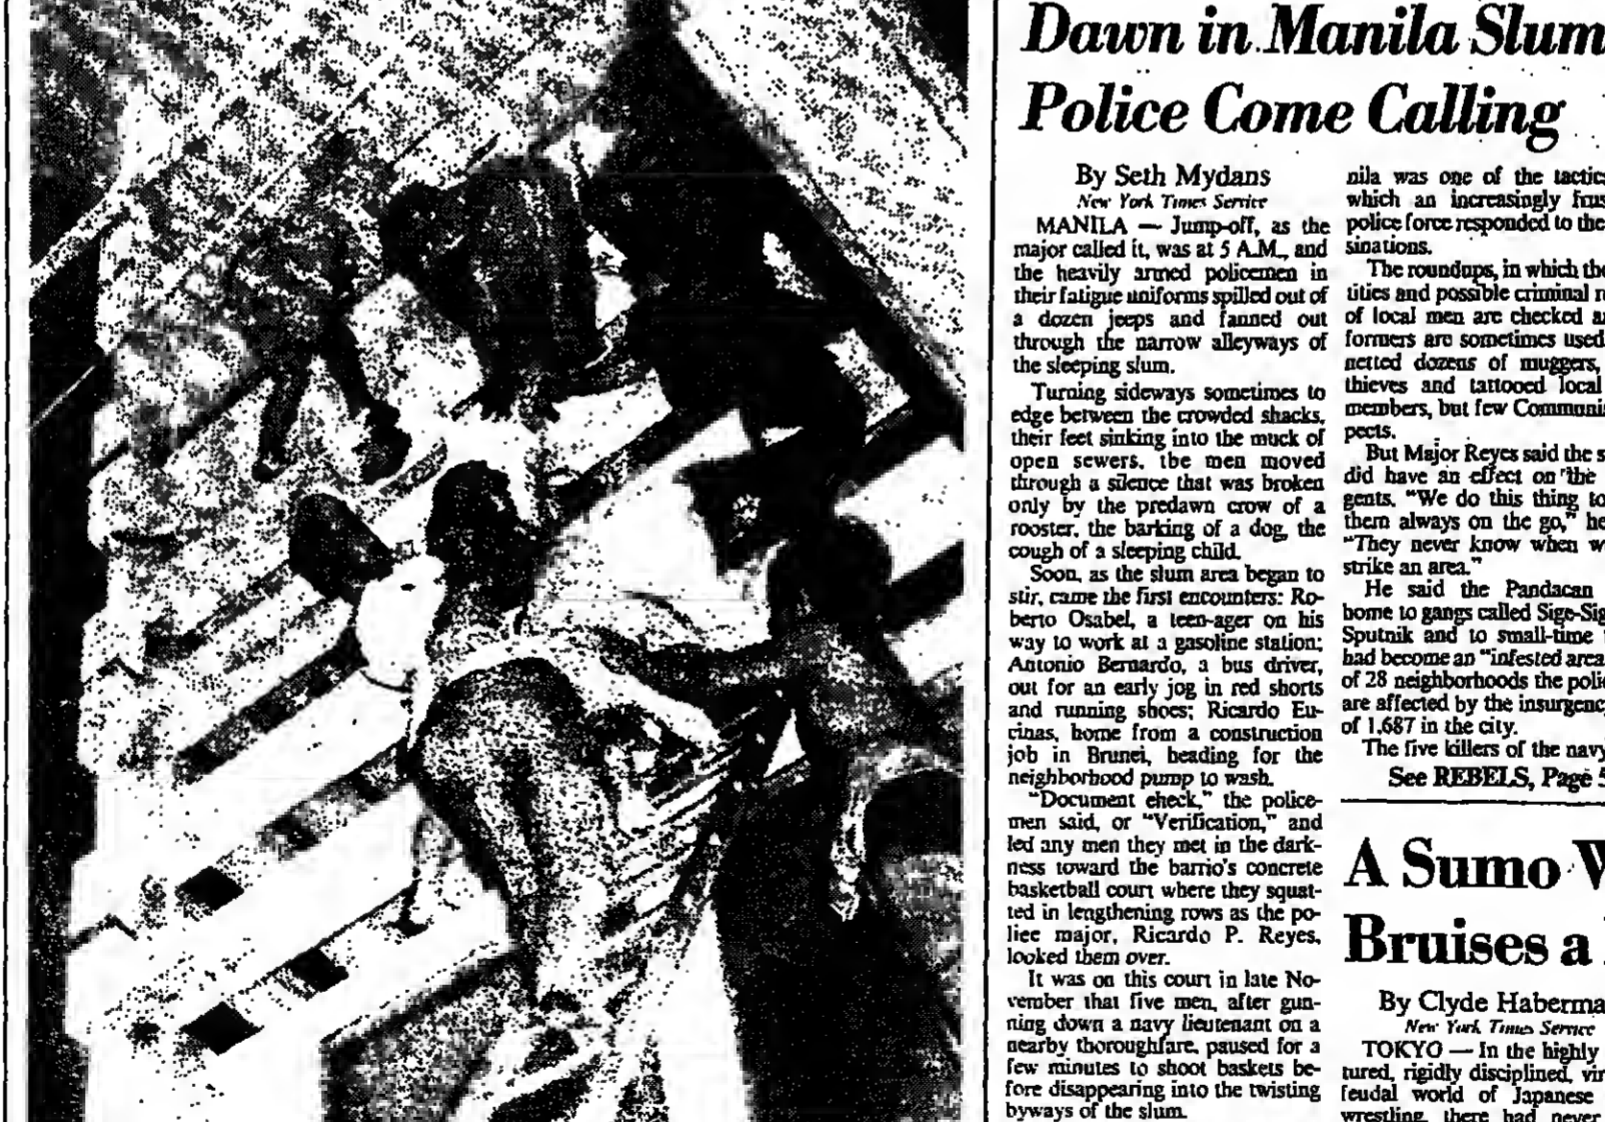 Dawn in Manila Slum
Police Come Calling
By Seth Mydans
New York Times Service
MANILA — Jump-off, as the
major called it, was at 5 A.M., and
the heavily armed policemen in
their fatigue uniforms spilled out of
a dozen jeeps and fanned out
through the narrow alleyways of
the sleeping slum.
Turning sideways sometimes to
edge between the crowded shacks,
their feet sinking into the muck of
open sewers, the men moved
through a silence that was broken
only by the predawn crow of a
rooster, the barking of a dog, the
cough of a sleeping child.
Soon, as the slum area began to
stir, came the first encounters: Ro-
berto Osabel, a teen-ager on his
way to work at a gasoline station;
Antonio Bernardo, a bus driver,
out for an early jog in red shorts
and running shoes; Ricardo Eu-
cinas, home from a construction
job in Brunei, heading for the
neighborhood pump to wash.
"Document check," the police-
men said, or "Verification," and
led any men they met in the dark-
ness toward the barrio's concrete
basketball court where they squat-
ted in lengthening rows as the po-
lice major, Ricardo P. Reyes,
looked them over.
It was on this court in late No-
vember that five men, after gun-
ning down a navy lieutenant on a
nearby thoroughfare, paused for a
few minutes to shoot baskets be-
fore disappearing into the twisting
byways of the slum.
nila was one of the tactics
which an increasingly frus
police force responded to the
sinations.
The roundups, in which the
tities and possible criminal r
of local men are checked a
formers are sometimes used
netted dozens of muggers,
thieves and tattooed local
members, but few Communis
pects.
But Major Reyes said the s
did have an effect on the
gents. "We do this thing to
them always on the go," he
"They never know when w
strike an area."
He said the Pandacan
home to gangs called Sige-Sig
Sputnik and to small-time
had become an "infested area
of 28 neighborhoods the polic
are affected by the insurgency
of 1,687 in the city.
The five killers of the navy
See REBELS, Page 5
A Sumo W
Bruises a
By Clyde Haberma
New York Times Service
TOKYO — In the highly
tured, rigidly disciplined, vir
feudal world of Japanese
wrestling, there had never